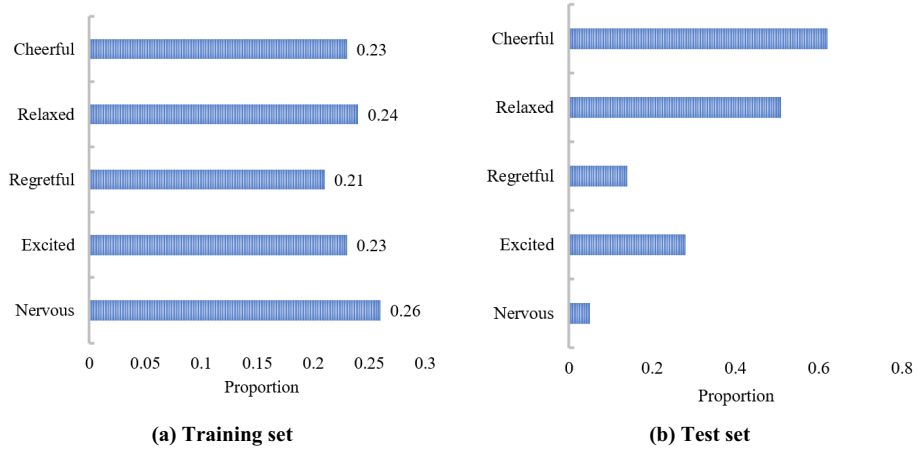 Cheerful
0.23
Relaxed
0.24
Regretful
0.21
Excited
0.23
Nervous
0.26
0 0.05 0.1 0.15 0.2 0.25 0.3
Proportion
(a) Training set
Cheerful
Relaxed
Regretful
Excited
Nervous
0 0.2 0.4 0.6 0.8
Proportion
(b) Test set